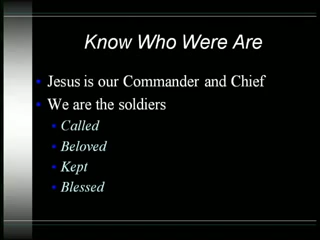 Know Who Were Are
Jesus is our Commander and Chief
We are the soldiers
Called
Beloved
Kept
Blessed